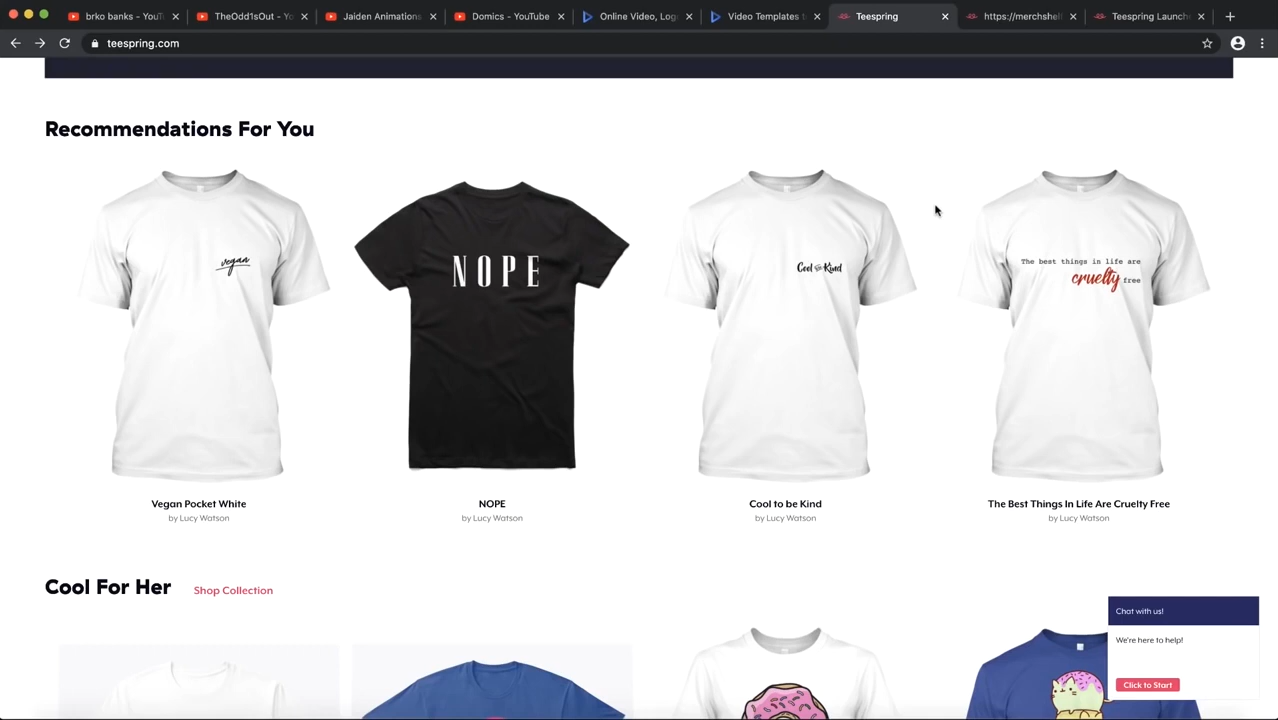 brko banks - YouTu
TheOdd1sOut - Yo
Jaiden Animations
Domics - YouTube
Online Video, Log
Video Templates t
Teespring
https://merchshel
Teespring Launch
teespring.com
Recommendations For You
vegan
NOPE
Cool to be Kind
The best things in life are
cruelty free
Vegan Pocket White
by Lucy Watson
NOPE
by Lucy Watson
Cool to be Kind
by Lucy Watson
The Best Things In Life Are Cruelty Free
by Lucy Watson
Cool For Her
Shop Collection
Chat with us!
We're here to help!
Click to Start